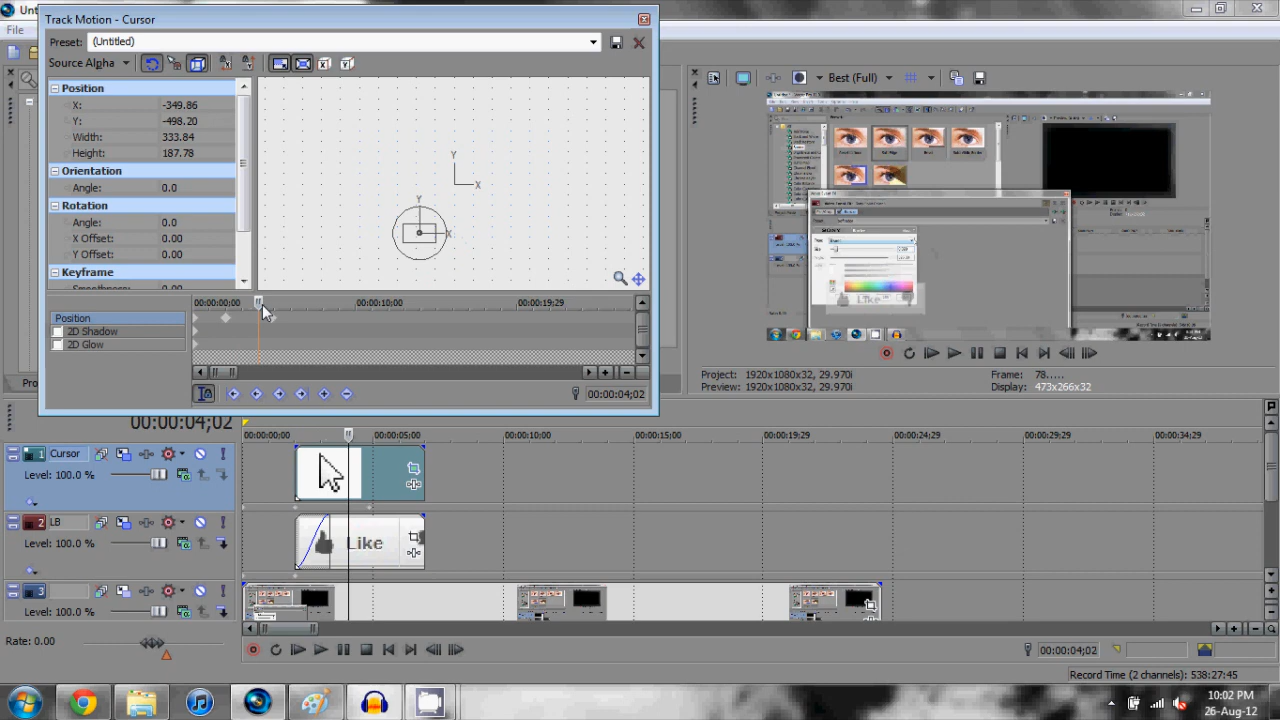 Unt
Track Motion - Cursor
File
Preset: (Untitled)
Source Alpha
Best (Full)
Position
X: -349.86
Y: -498.20
Width: 333.84
Height: 187.78
Orientation
Angle: 0.0
Rotation
Angle: 0.0
X Offset: 0.00
Y Offset: 0.00
Keyframe
Y
X
Y
X
00:00:00;00 00:00:10;00 00:00:19;29
Position
2D Shadow
2D Glow
00:00:04;02
Pro
Project: 1920x1080x32, 29.970i
Preview: 1920x1080x32, 29.970i
Frame: 78.....
Display: 473x266x32
00:00:04;02
00:00:00;00 00:00:05;00 00:00:10;00 00:00:15;00 00:00:19;29 00:00:24;29 00:00:29;29 00:00:34;29
1 Cursor
Level: 100.0 %
2 LB
Level: 100.0 %
Like
3
Level: 100.0 %
Rate: 0.00
00:00:04;02
Record Time (2 channels): 538:27:45
10:02 PM
26-Aug-12